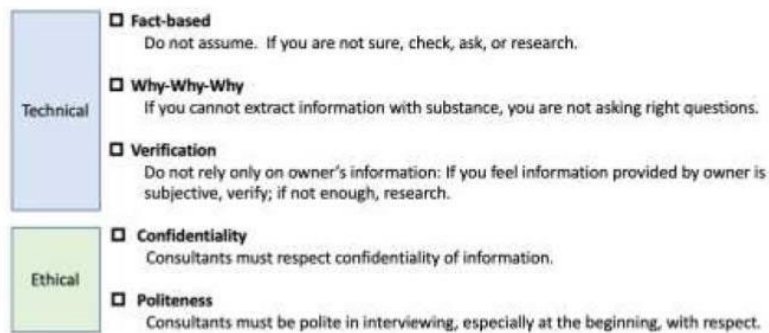 Technical
Fact-based
Do not assume. If you are not sure, check, ask, or research.
Why-Why-Why
If you cannot extract information with substance, you are not asking right questions.
Verification
Do not rely only on owner's information: If you feel information provided by owner is
subjective, verify; if not enough, research.
Ethical
Confidentiality
Consultants must respect confidentiality of information.
Politeness
Consultants must be polite in interviewing, especially at the beginning, with respect.